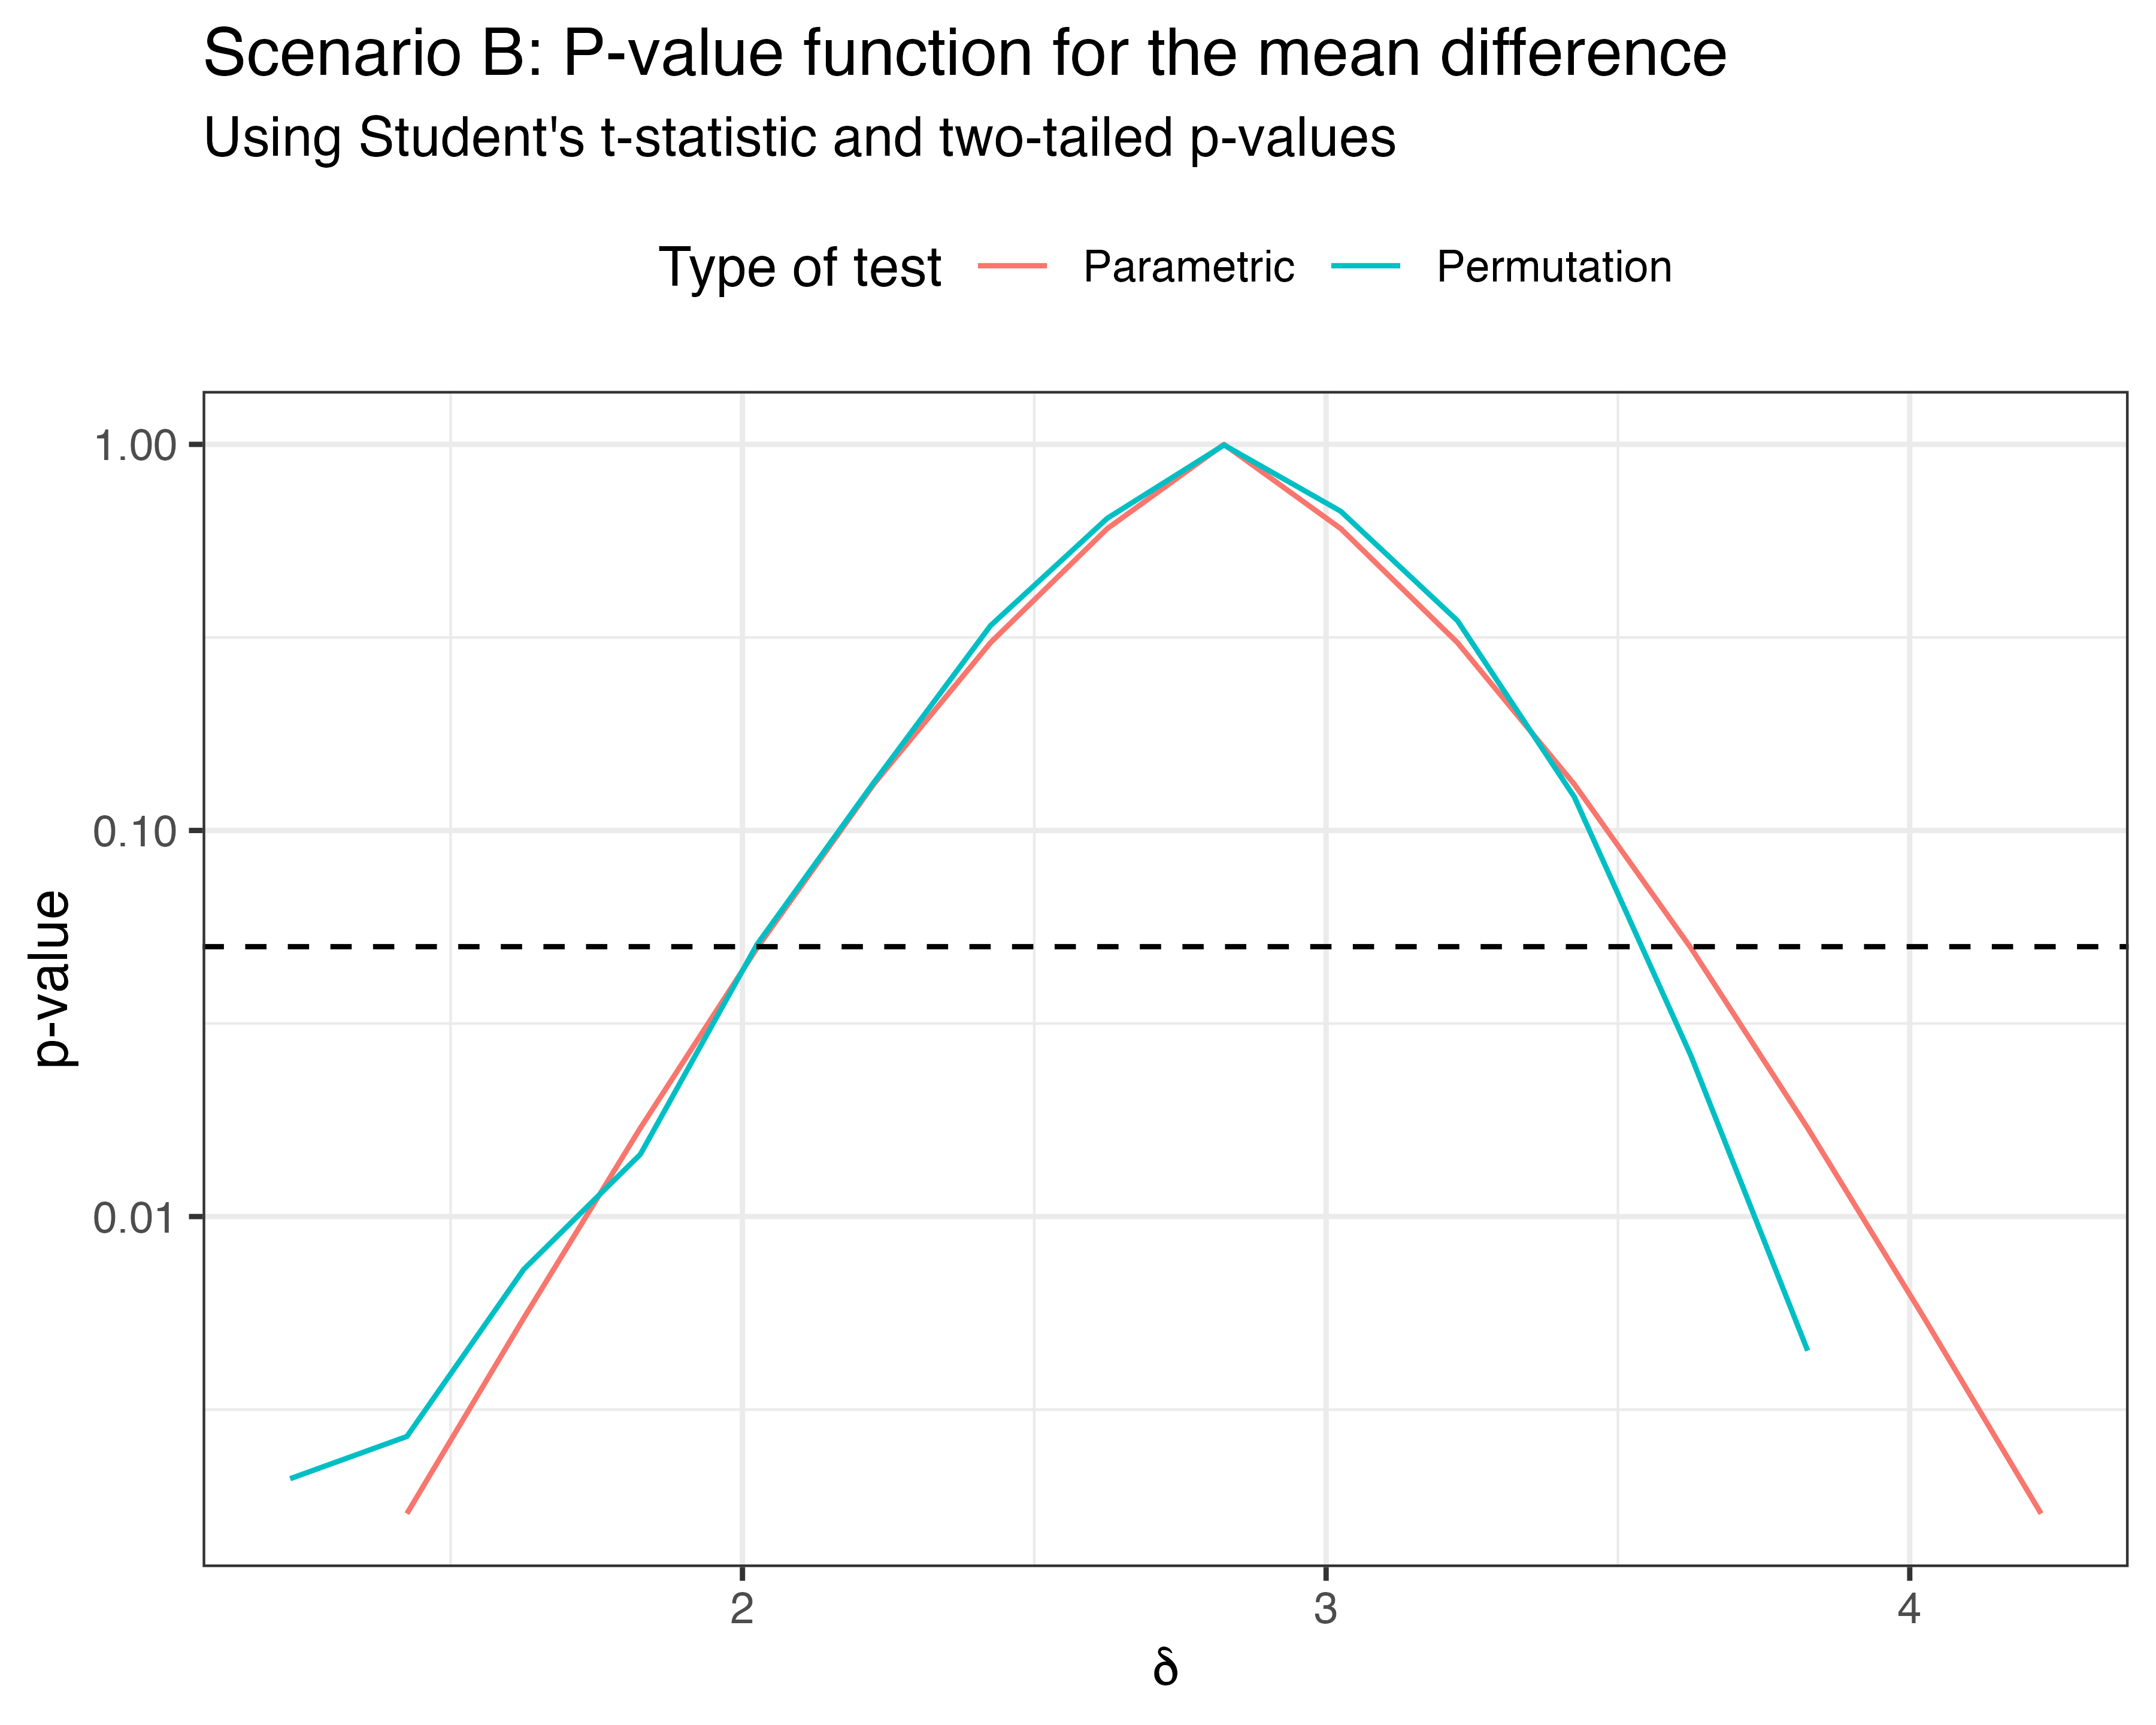 Scenario B: P-value function for the mean difference
Using Student's t-statistic and two-tailed p-values
Type of test Parametric Permutation
1.00
0.10
0.01
p-value
2 3 4
δ